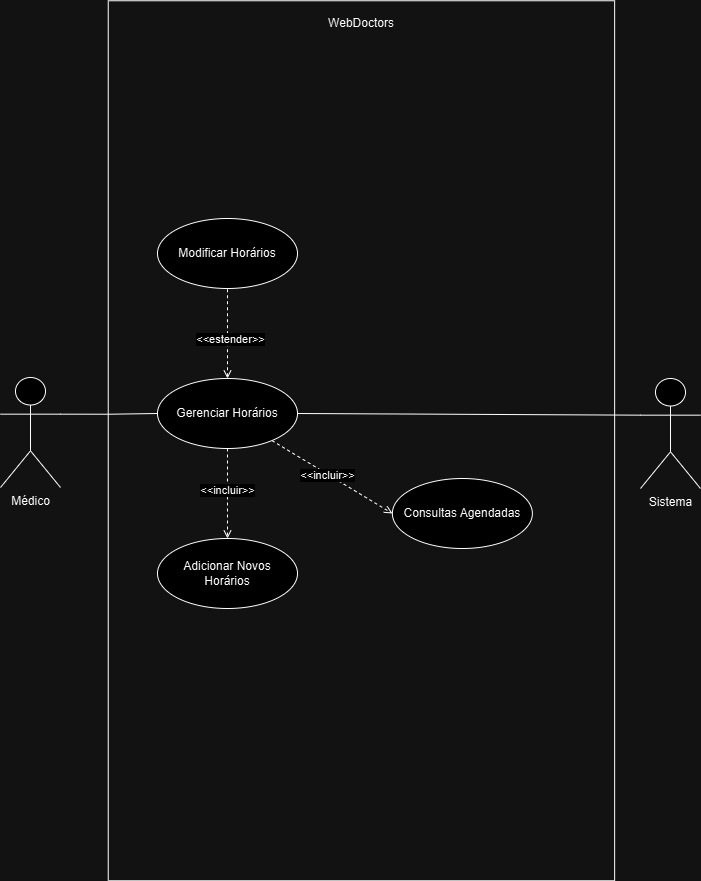 WebDoctors
Modificar Horários
<<estender>>
Gerenciar Horários
<<incluir>>
<<incluir>>
Médico
Sistema
Consultas Agendadas
Adicionar Novos
Horários